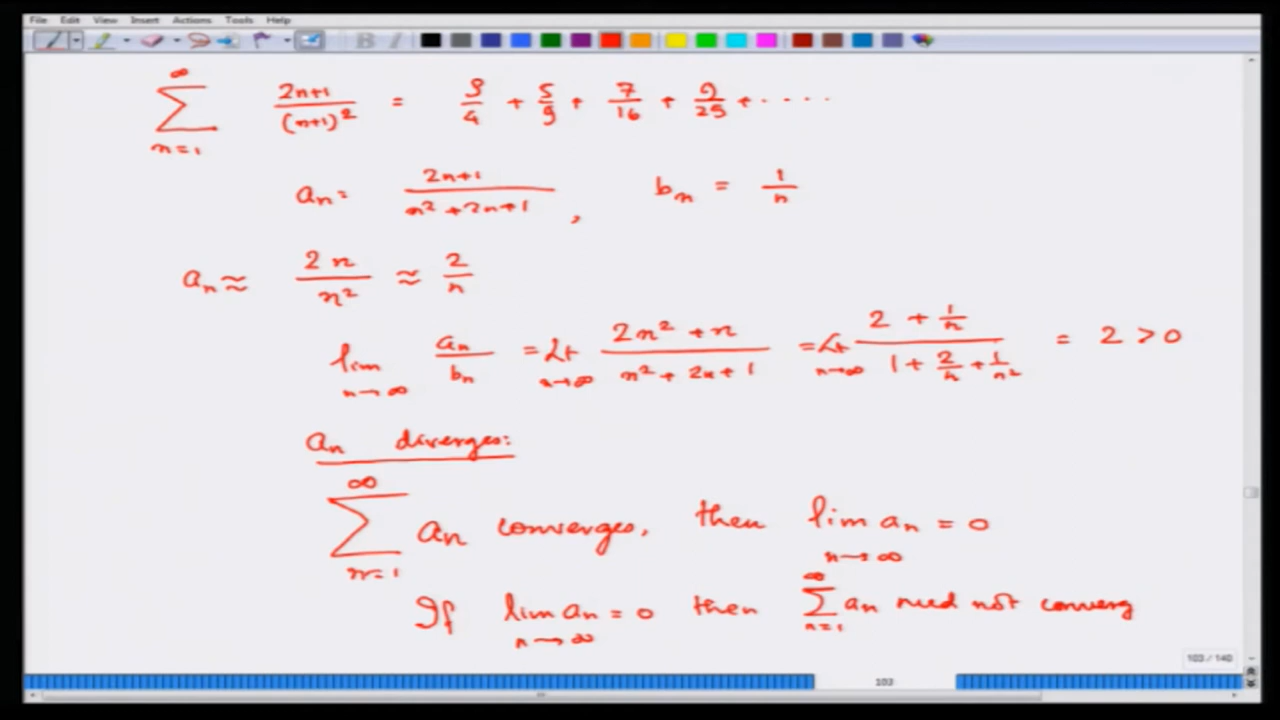 File Edit View Insert Actions Tools Help
∞ ∑ n=1 2n+1/(n+1)² = 3/4 + 5/9 + 7/16 + 9/25 + .....
an = 2n+1/n²+2n+1 , bn = 1/n
an ≈ 2n/n² ≈ 2/n
lim n→∞ an/bn = Lt n→∞ 2n²+n/n²+2n+1 = Lt n→∞ 2+1/n/1+2/n+1/n² = 2 > 0
an diverges:
∞ ∑ n=1 an converges, then lim n→∞ an = 0
If lim n→∞ an = 0 then ∞ ∑ n=1 an need not converg
103 / 140
103